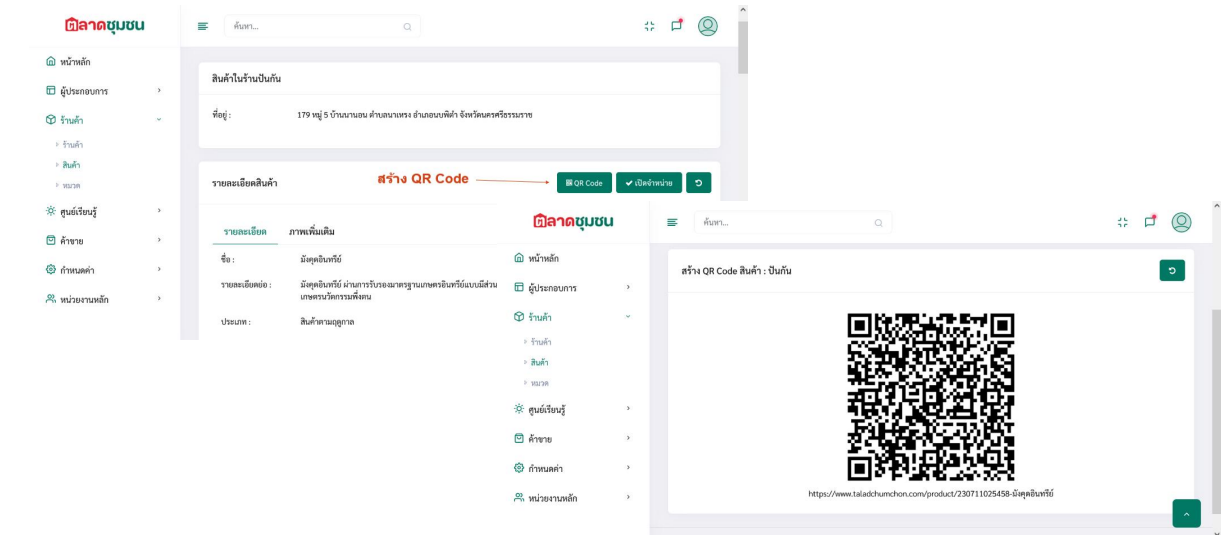 ตลาดชุมชน
ค้นหา...
หน้าหลัก
ผู้ประกอบการ
ร้านค้า
ร้านค้า
สินค้า
หมวด
ศูนย์เรียนรู้
ค้าขาย
กำหนดค่า
หน่วยงานหลัก
สินค้าในร้านปันกัน
ที่อยู่ : 179 หมู่ 5 บ้านนานอน ตำบลนาเหรง อำเภอนบพิตำ จังหวัดนครศรีธรรมราช
รายละเอียดสินค้า
สร้าง QR Code
QR Code
เปิดจำหน่าย
รายละเอียด ภาพเพิ่มเติม
ชื่อ : มังคุดอินทรีย์
รายละเอียดย่อ : มังคุดอินทรีย์ ผ่านการรับรองมาตรฐานเกษตรอินทรีย์แบบมีส่วน
เกษตรนวัตกรรมพึ่งตน
ประเภท : สินค้าตามฤดูกาล
ตลาดชุมชน
ค้นหา...
หน้าหลัก
ผู้ประกอบการ
ร้านค้า
ร้านค้า
สินค้า
หมวด
ศูนย์เรียนรู้
ค้าขาย
กำหนดค่า
หน่วยงานหลัก
สร้าง QR Code สินค้า : ปันกัน
https://www.taladchumchon.com/product/230711025458-มังคุดอินทรีย์